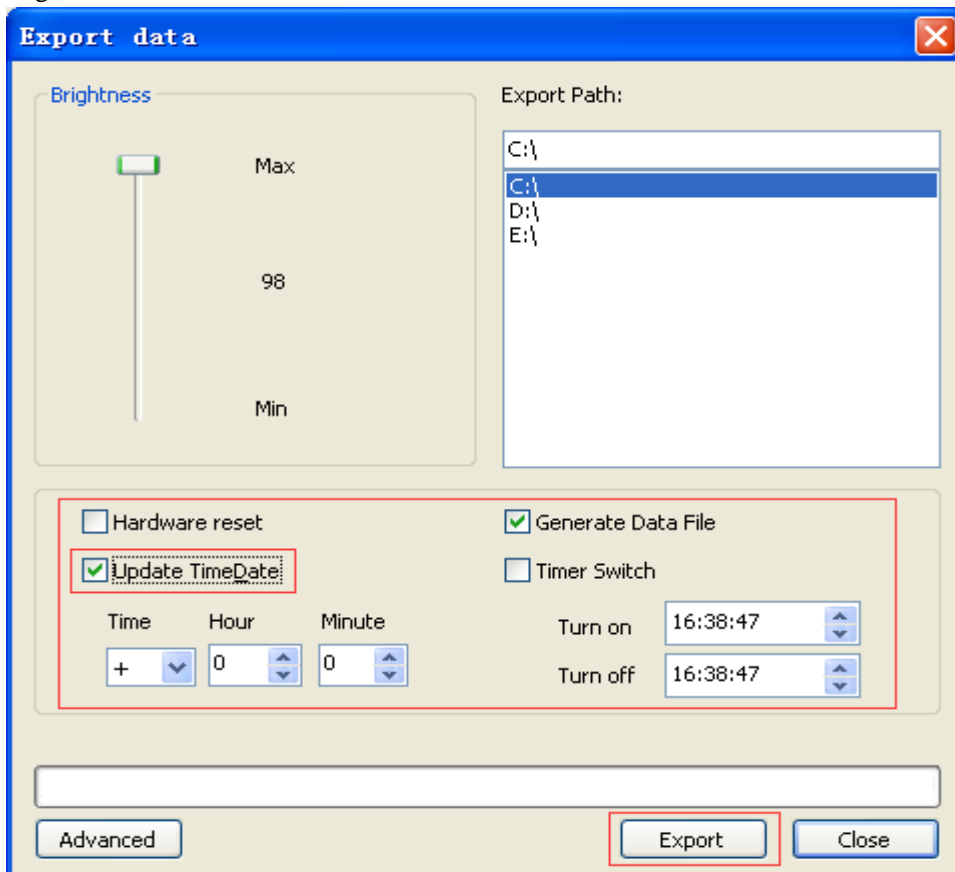 Export data
Brightness
Max
98
Min
Export Path:
C:\
C:\
D:\
E:\
Hardware reset
Generate Data File
Update TimeDate
Timer Switch
Time Hour Minute
+ 0 0
Turn on 16:38:47
Turn off 16:38:47
Advanced
Export
Close